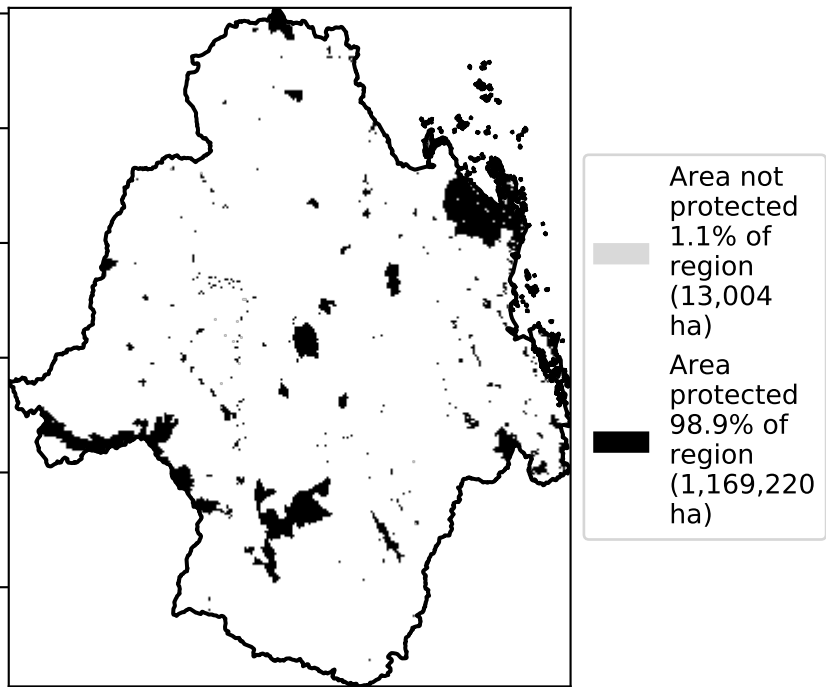 Area not
protected
1.1% of
region
(13,004
ha)
Area
protected
98.9% of
region
(1,169,220
ha)